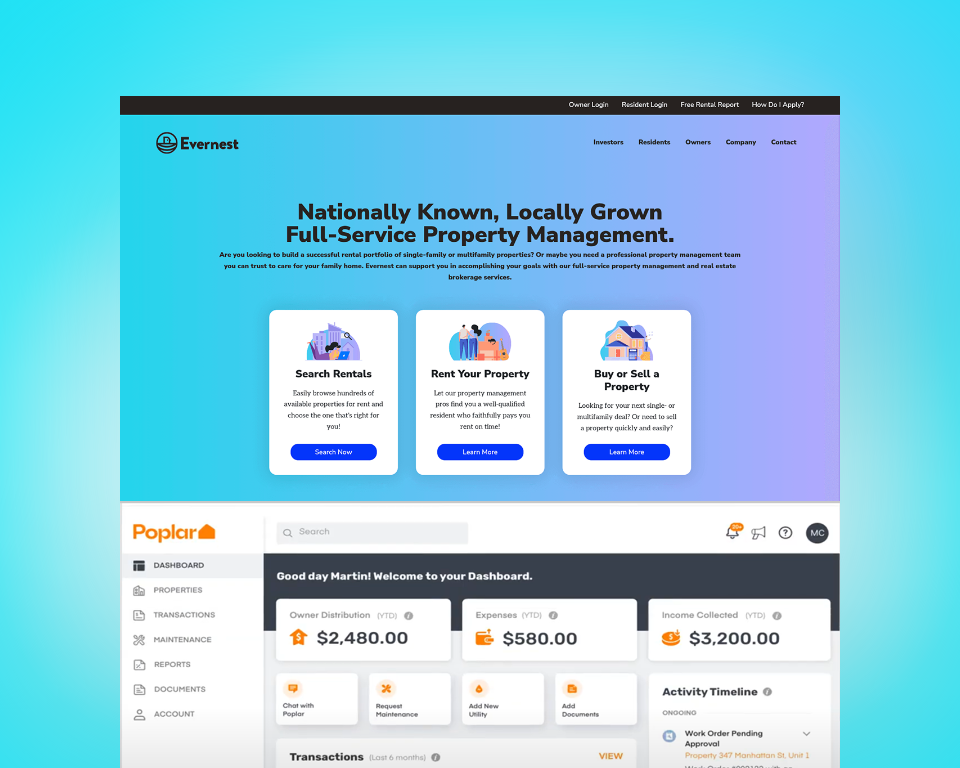 Owner Login Resident Login Free Rental Report How Do I Apply?
Evernest
Investors Residents Owners Company Contact
Nationally Known, Locally Grown
Full-Service Property Management.
Are you looking to build a successful rental portfolio of single-family or multifamily properties? Or maybe you need a professional property management team
you can trust to care for your family home. Evernest can support you in accomplishing your goals with our full-service property management and real estate
brokerage services.
Search Rentals
Easily browse hundreds of
available properties for rent and
choose the one that's right for
you!
Search Now
Rent Your Property
Let our property management
pros find you a well-qualified
resident who faithfully pays you
rent on time!
Learn More
Buy or Sell a
Property
Looking for your next single- or
multifamily deal? Or need to sell
a property quickly and easily?
Learn More
Poplar
Search
20+
MC
DASHBOARD
PROPERTIES
TRANSACTIONS
MAINTENANCE
REPORTS
DOCUMENTS
ACCOUNT
Good day Martin! Welcome to your Dashboard.
Owner Distribution (YTD)
$2,480.00
Expenses (YTD)
$580.00
Income Collected (YTD)
$3,200.00
Chat with
Poplar
Request
Maintenance
Add New
Utility
Add
Documents
Transactions (Last 6 months)
VIEW
Activity Timeline
ONGOING
Work Order Pending
Approval
Property 347 Manhattan St, Unit 1